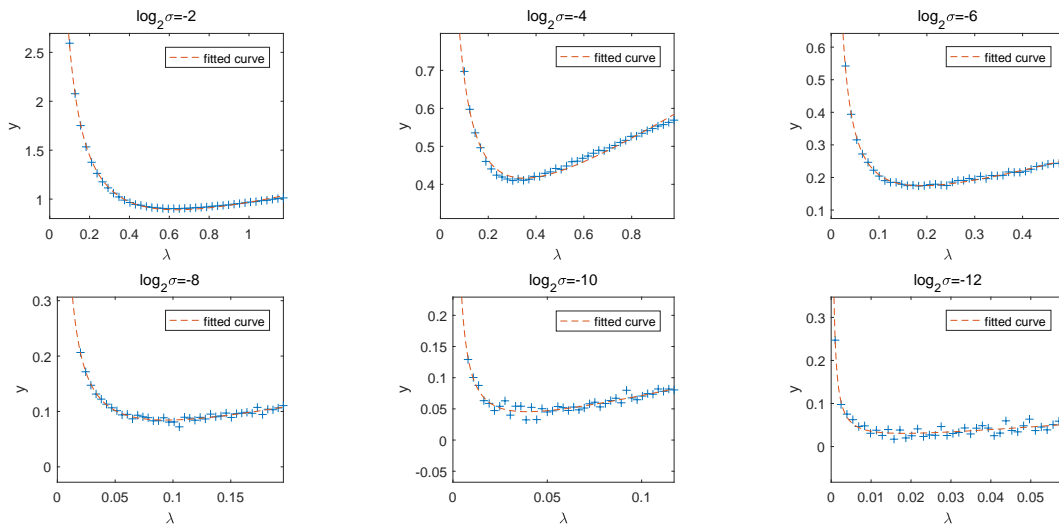 log₂σ=-2
2.5
2
1.5
1
y
0 0.2 0.4 0.6 0.8 1
λ
fitted curve
log₂σ=-4
0.7
0.6
0.5
0.4
0.3
y
0 0.2 0.4 0.6 0.8
λ
fitted curve
log₂σ=-6
0.6
0.5
0.4
0.3
0.2
0.1
y
0 0.1 0.2 0.3 0.4
λ
fitted curve
log₂σ=-8
0.3
0.2
0.1
0
y
0 0.05 0.1 0.15
λ
fitted curve
log₂σ=-10
0.2
0.15
0.1
0.05
0
-0.05
y
0 0.05 0.1
λ
fitted curve
log₂σ=-12
0.3
0.2
0.1
0
y
0 0.01 0.02 0.03 0.04 0.05
λ
fitted curve